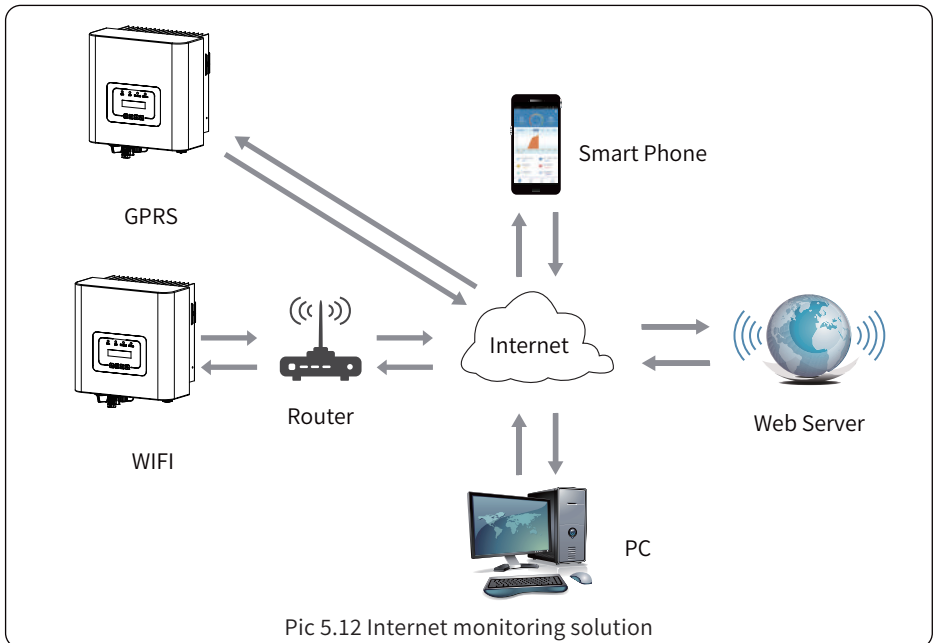 Smart Phone
GPRS
Internet
Router
Web Server
WIFI
PC
Pic 5.12 Internet monitoring solution